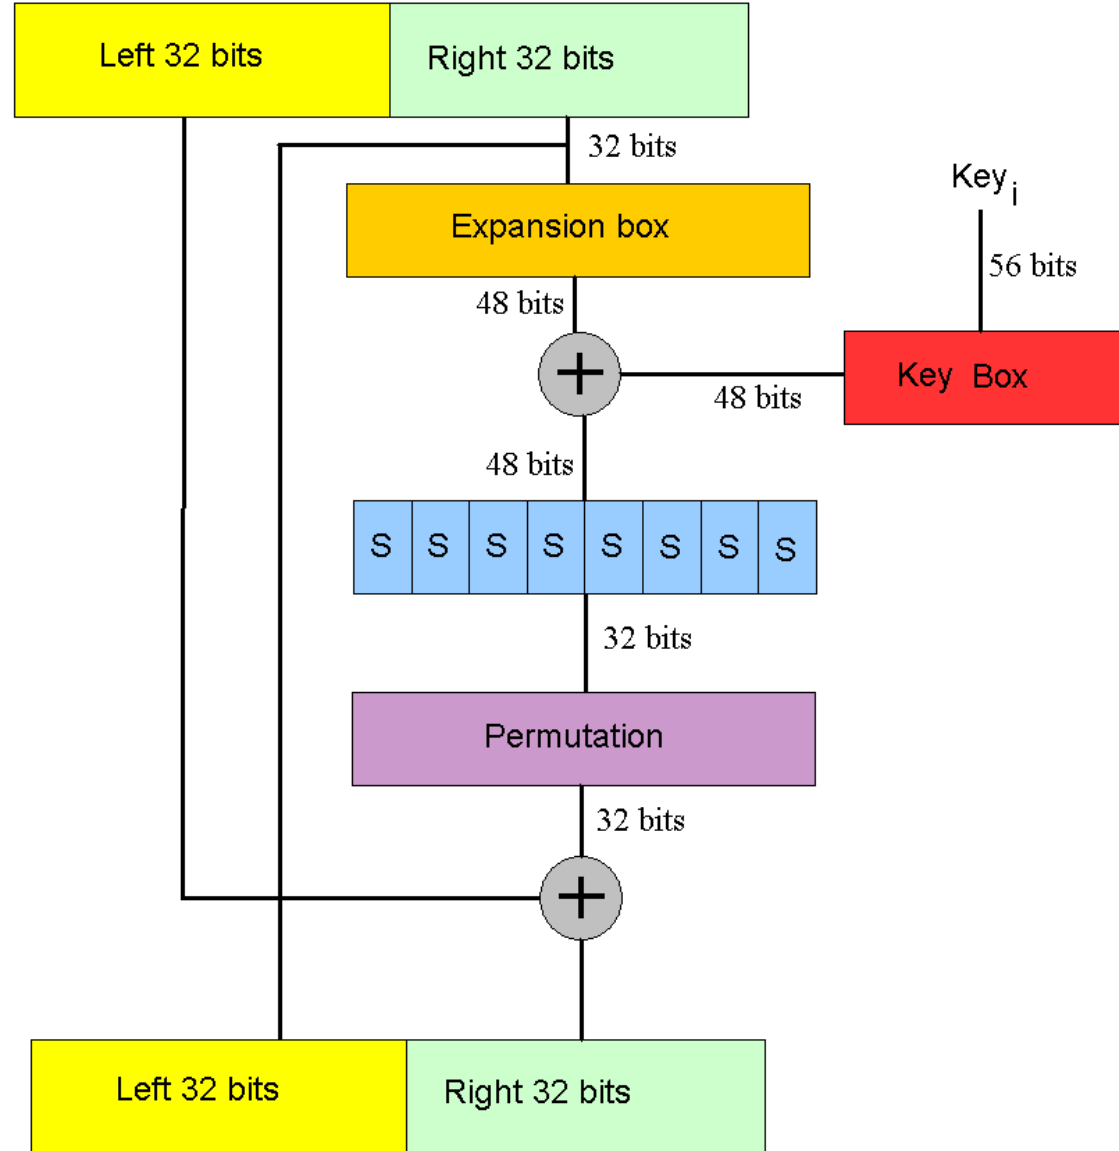 Left 32 bits
Right 32 bits
32 bits
Key i
Expansion box
56 bits
48 bits
+
Key Box
48 bits
48 bits
S S S S S S S S
32 bits
Permutation
32 bits
+
Left 32 bits
Right 32 bits